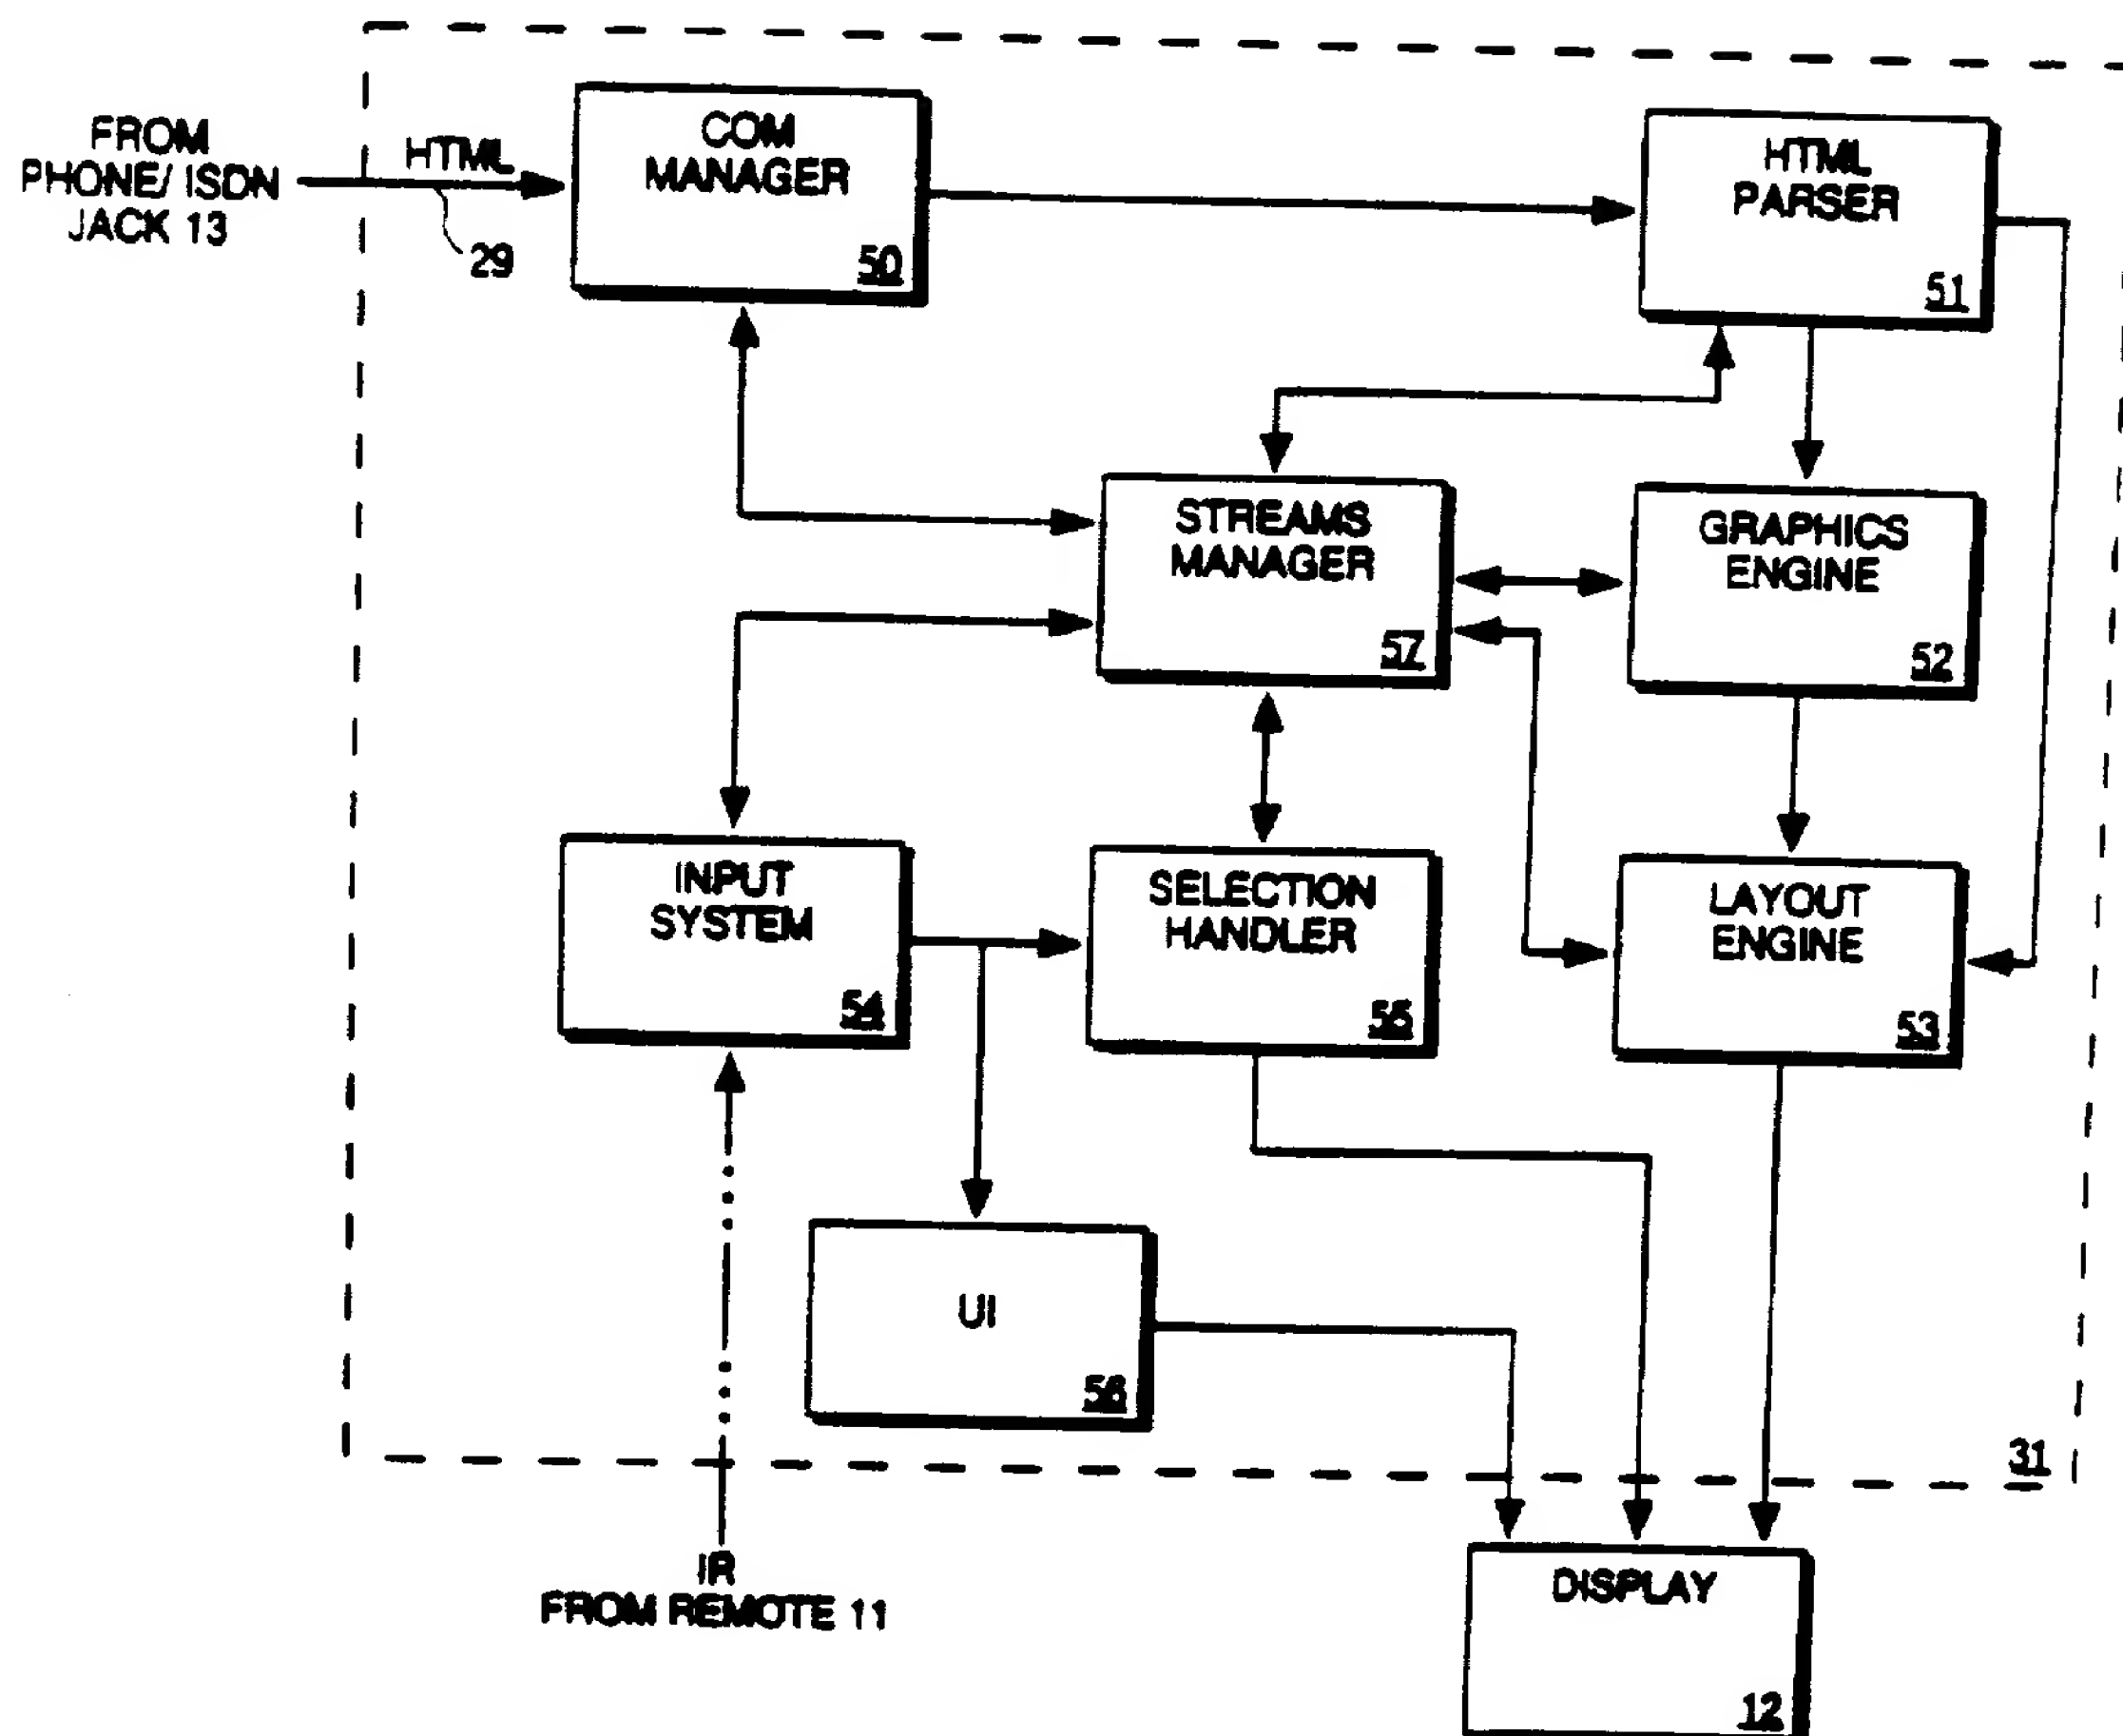 FROM
PHONE/ ISDN
JACK 13
HTML
29
COM
MANAGER
50
HTML
PARSER
51
STREAMS
MANAGER
57
GRAPHICS
ENGINE
52
INPUT
SYSTEM
54
SELECTION
HANDLER
55
LAYOUT
ENGINE
53
UI
56
31
IR
FROM REMOTE 11
DISPLAY
12